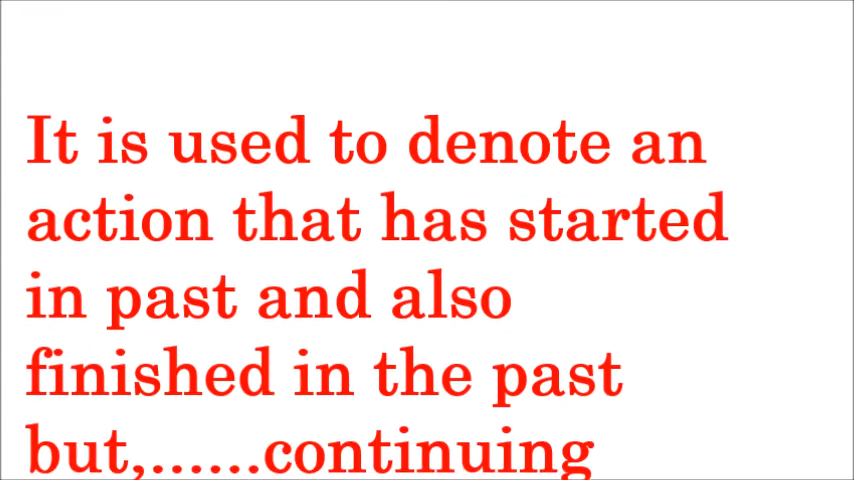 It is used to denote an
action that has started
in past and also
finished in the past
but,......continuing